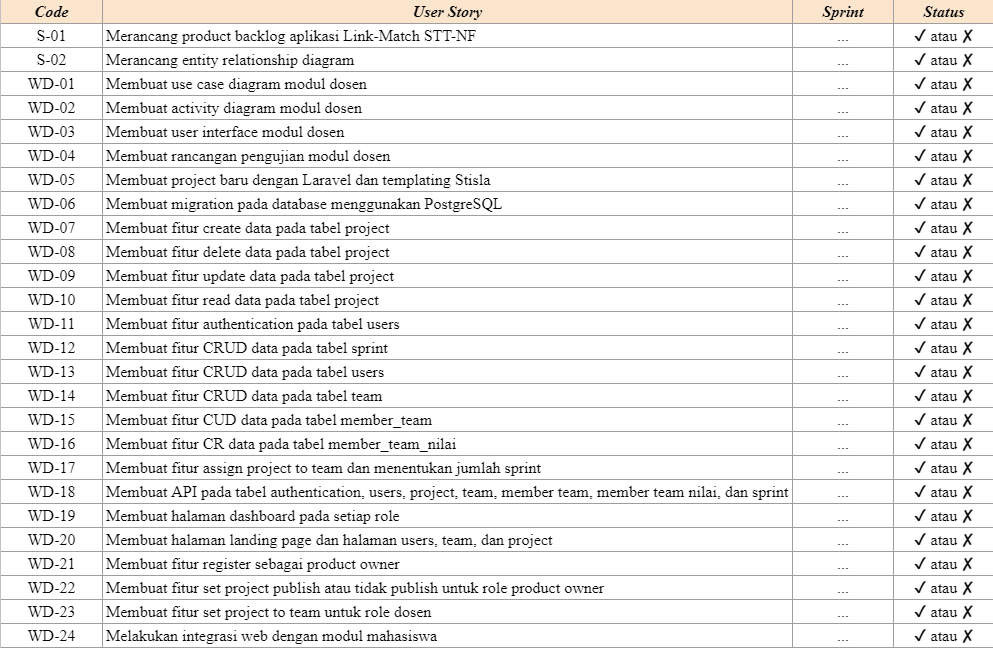 Code User Story Sprint Status
S-01 Merancang product backlog aplikasi Link-Match STT-NF ... ✓ atau ✗
S-02 Merancang entity relationship diagram ... ✓ atau ✗
WD-01 Membuat use case diagram modul dosen ... ✓ atau ✗
WD-02 Membuat activity diagram modul dosen ... ✓ atau ✗
WD-03 Membuat user interface modul dosen ... ✓ atau ✗
WD-04 Membuat rancangan pengujian modul dosen ... ✓ atau ✗
WD-05 Membuat project baru dengan Laravel dan templating Stisla ... ✓ atau ✗
WD-06 Membuat migration pada database menggunakan PostgreSQL ... ✓ atau ✗
WD-07 Membuat fitur create data pada tabel project ... ✓ atau ✗
WD-08 Membuat fitur delete data pada tabel project ... ✓ atau ✗
WD-09 Membuat fitur update data pada tabel project ... ✓ atau ✗
WD-10 Membuat fitur read data pada tabel project ... ✓ atau ✗
WD-11 Membuat fitur authentication pada tabel users ... ✓ atau ✗
WD-12 Membuat fitur CRUD data pada tabel sprint ... ✓ atau ✗
WD-13 Membuat fitur CRUD data pada tabel users ... ✓ atau ✗
WD-14 Membuat fitur CRUD data pada tabel team ... ✓ atau ✗
WD-15 Membuat fitur CUD data pada tabel member_team ... ✓ atau ✗
WD-16 Membuat fitur CR data pada tabel member_team_nilai ... ✓ atau ✗
WD-17 Membuat fitur assign project to team dan menentukan jumlah sprint ... ✓ atau ✗
WD-18 Membuat API pada tabel authentication, users, project, team, member team, member team nilai, dan sprint ... ✓ atau ✗
WD-19 Membuat halaman dashboard pada setiap role ... ✓ atau ✗
WD-20 Membuat halaman landing page dan halaman users, team, dan project ... ✓ atau ✗
WD-21 Membuat fitur register sebagai product owner ... ✓ atau ✗
WD-22 Membuat fitur set project publish atau tidak publish untuk role product owner ... ✓ atau ✗
WD-23 Membuat fitur set project to team untuk role dosen ... ✓ atau ✗
WD-24 Melakukan integrasi web dengan modul mahasiswa ... ✓ atau ✗